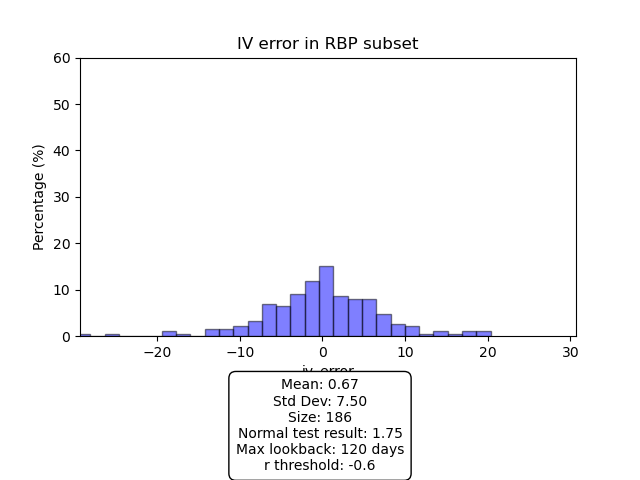 IV error in RBP subset
60
50
40
30
20
10
0
Percentage (%)
−20
−10
0
10
20
30
iv_error
Mean: 0.67
Std Dev: 7.50
Size: 186
Normal test result: 1.75
Max lookback: 120 days
r threshold: -0.6